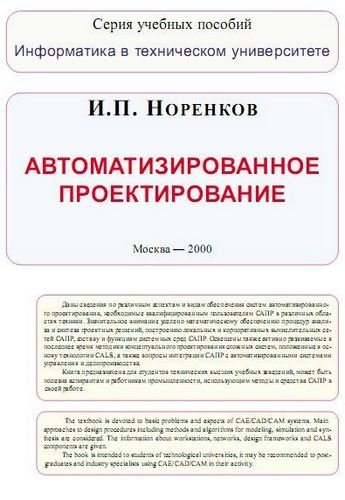 Серия учебных пособий
Информатика в техническом университете
И.П. НОРЕНКОВ
АВТОМАТИЗИРОВАННОЕ
ПРОЕКТИРОВАНИЕ
Москва — 2000
Даны сведения по различным аспектам и видам обеспечения систем автоматизированно-
го проектирования, необходимые квалифицированным пользователям САПР в различных обла-
стях техники. Значительное внимание уделено математическому обеспечению процедур анали-
за и синтеза проектных решений, построению локальных и корпоративных вычислительных се-
тей САПР, составу и функциям системных сред САПР. Освещены также активно развиваемые в
последнее время методики концептуального проектирования сложных систем, положенные в ос-
нову технологии CALS, а также вопросы интеграции САПР с автоматизированными системами
управления и делопроизводства.
Книга предназначена для студентов технических высших учебных заведений, может быть
полезна аспирантам и работникам промышленности, использующим методы и средства САПР в
своей работе.
The textbook is devoted to basic problems and aspects of CAE/CAD/CAM systems. Main
approaches to design procedures including methods and algorithms for modeling, simulation and syn-
thesis are considered. The information about workstations, networks, design frameworks and CALS
components are given.
The book is intended to students of technological universities, it may be recommended to post-
graduates and industry specialists using CAE/CAD/CAM in their activity.